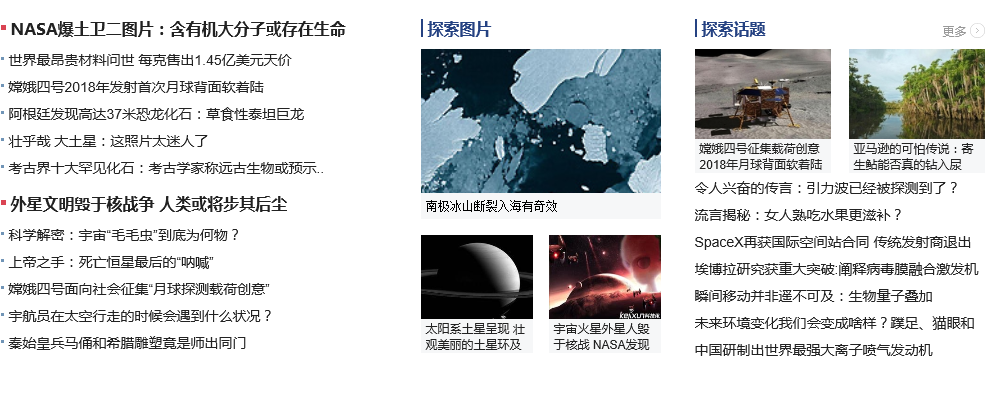 NASA爆土卫二图片：含有机大分子或存在生命
世界最昂贵材料问世 每克售出1.45亿美元天价
嫦娥四号2018年发射首次月球背面软着陆
阿根廷发现高达37米恐龙化石：草食性泰坦巨龙
壮乎哉 大土星：这照片太迷人了
考古界十大罕见化石：考古学家称远古生物或预示..
外星文明毁于核战争 人类或将步其后尘
科学解密：宇宙“毛毛虫”到底为何物？
上帝之手：死亡恒星最后的“呐喊”
嫦娥四号面向社会征集“月球探测载荷创意”
宇航员在太空行走的时候会遇到什么状况？
秦始皇兵马俑和希腊雕塑竟是师出同门
探索图片
南极冰山断裂入海有奇效
太阳系土星呈现 壮
观美丽的土星环及
kejixun科技讯
宇宙火星外星人毁
于核战 NASA发现
探索话题
更多
嫦娥四号征集载荷创意
2018年月球背面软着陆
亚马逊的可怕传说：寄
生鲇能否真的钻入尿
令人兴奋的传言：引力波已经被探测到了？
流言揭秘：女人熟吃水果更滋补？
SpaceX再获国际空间站合同 传统发射商退出
埃博拉研究获重大突破:阐释病毒膜融合激发机
瞬间移动并非遥不可及：生物量子叠加
未来环境变化我们会变成啥样？蹼足、猫眼和
中国研制出世界最强大离子喷气发动机